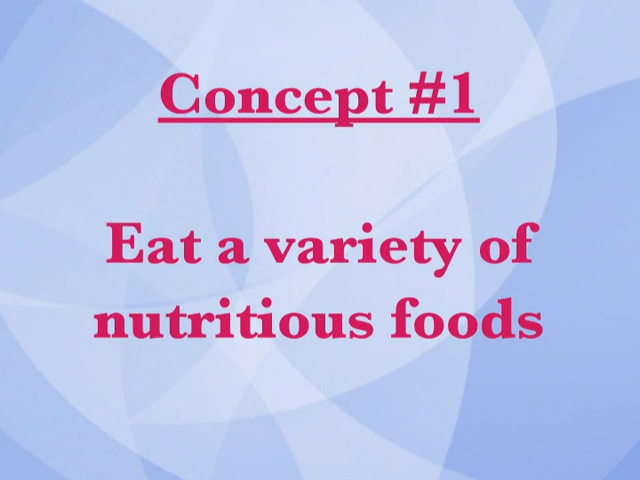 Concept #1
Eat a variety of
nutritious foods